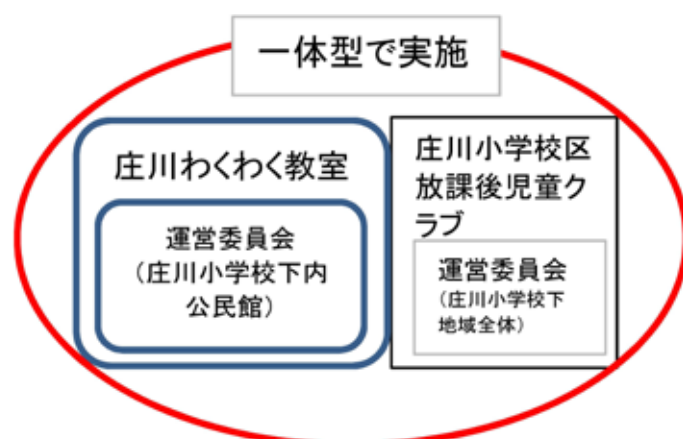 一体型で実施
庄川わくわく教室
運営委員会
（庄川小学校下内
公民館）
庄川小学校区
放課後児童ク
ラブ
運営委員会
（庄川小学校下
地域全体）